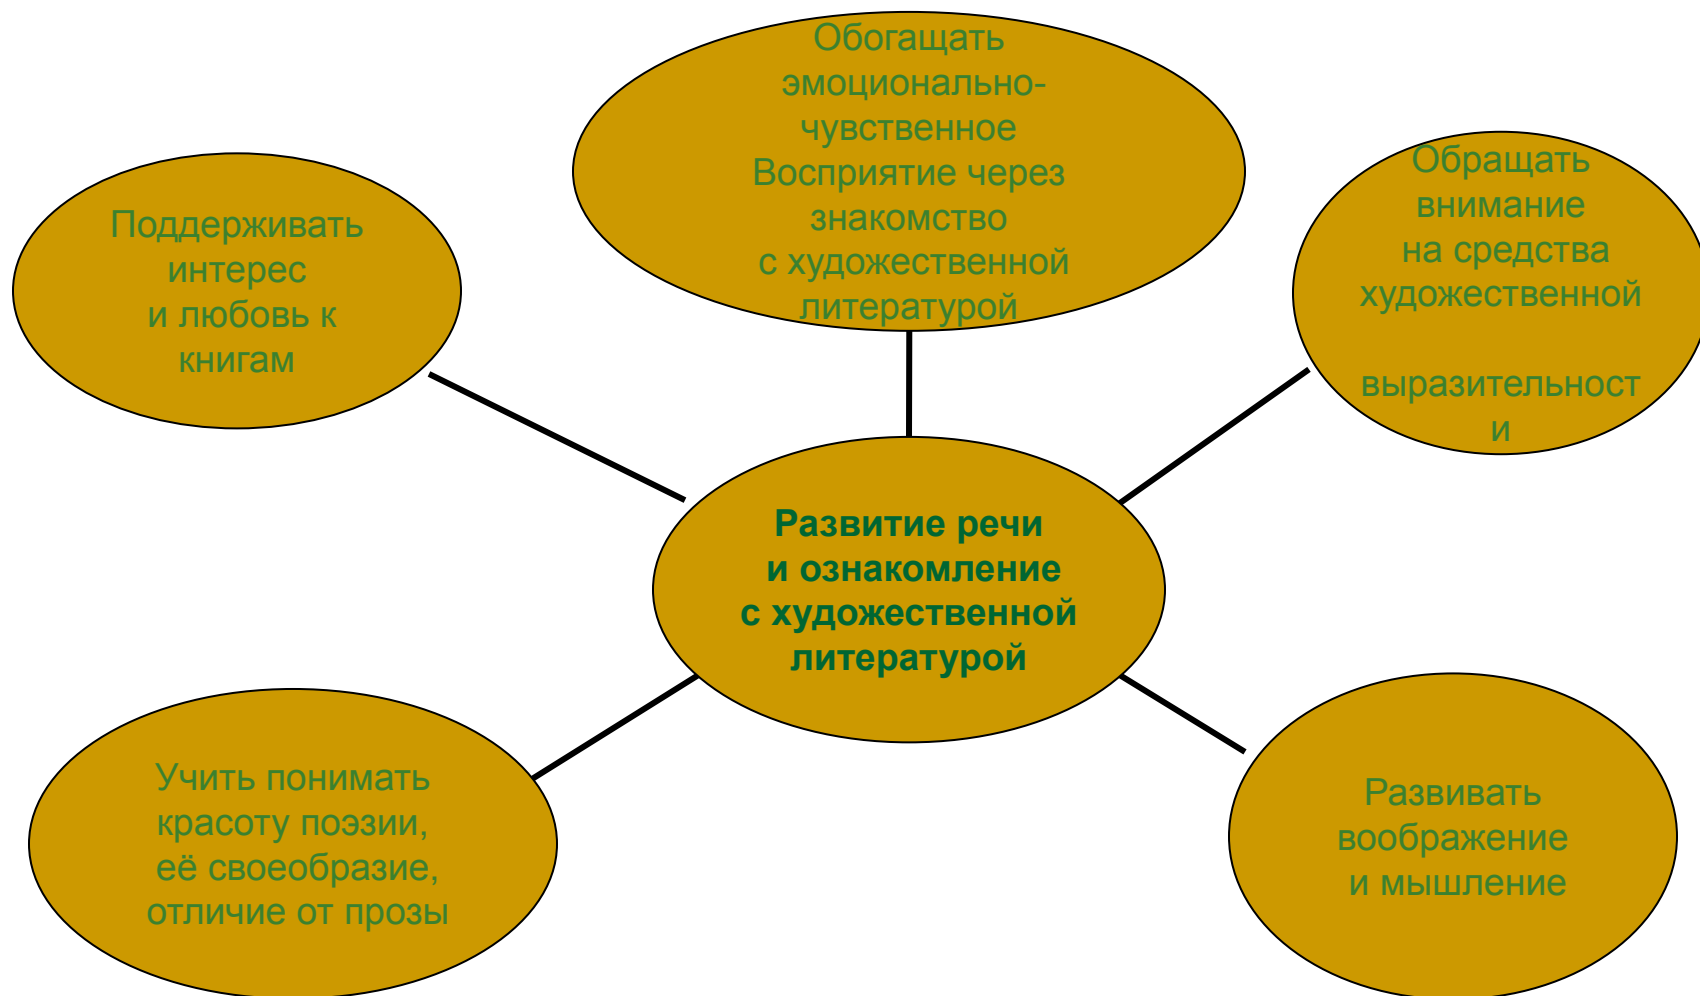 Обогащать
эмоционально-
чувственное
Восприятие через
знакомство
с художественной
литературой
Поддерживать
интерес
и любовь к
книгам
Обращать
внимание
на средства
художественной
выразительност
и
Развитие речи
и ознакомление
с художественной
литературой
Учить понимать
красоту поэзии,
её своеобразие,
отличие от прозы
Развивать
воображение
и мышление